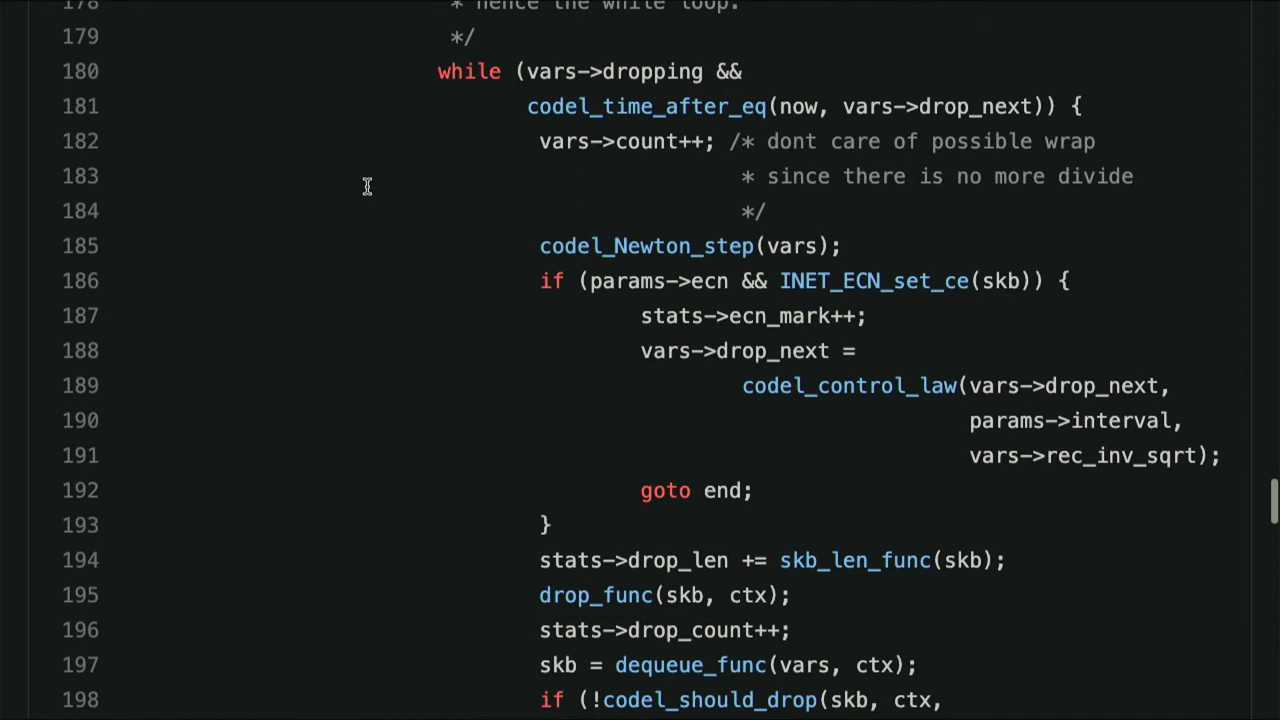 178 * hence the while loop.
179 */
180 while (vars->dropping &&
181 codel_time_after_eq(now, vars->drop_next)) {
182 vars->count++; /* dont care of possible wrap
183 * since there is no more divide
184 */
185 codel_Newton_step(vars);
186 if (params->ecn && INET_ECN_set_ce(skb)) {
187 stats->ecn_mark++;
188 vars->drop_next =
189 codel_control_law(vars->drop_next,
190 params->interval,
191 vars->rec_inv_sqrt);
192 goto end;
193 }
194 stats->drop_len += skb_len_func(skb);
195 drop_func(skb, ctx);
196 stats->drop_count++;
197 skb = dequeue_func(vars, ctx);
198 if (!codel_should_drop(skb, ctx,